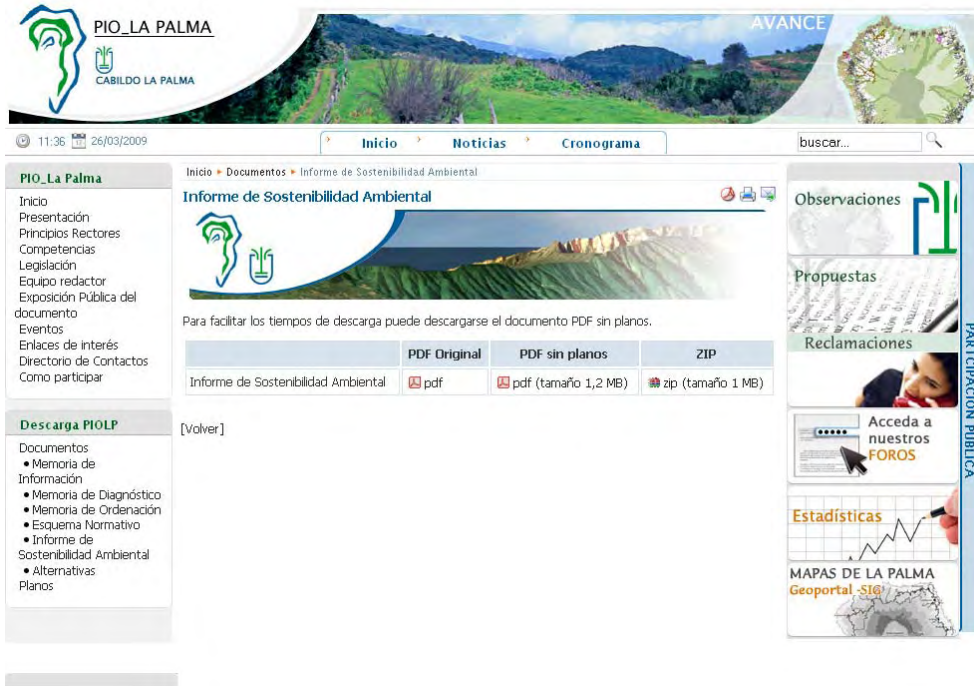 PIO_LA PALMA
CABILDO LA PALMA
AVANCE
11:36 26/03/2009
Inicio Noticias Cronograma
buscar...
PIO_La Palma
Inicio
Presentación
Principios Rectores
Competencias
Legislación
Equipo redactor
Exposición Pública del
documento
Eventos
Enlaces de interés
Directorio de Contactos
Como participar
Descarga PIOLP
Documentos
• Memoria de
Información
• Memoria de Diagnóstico
• Memoria de Ordenación
• Esquema Normativo
• Informe de
Sostenibilidad Ambiental
• Alternativas
Planos
Inicio Documentos Informe de Sostenibilidad Ambiental
Informe de Sostenibilidad Ambiental
Para facilitar los tiempos de descarga puede descargarse el documento PDF sin planos.
PDF Original PDF sin planos ZIP
Informe de Sostenibilidad Ambiental pdf pdf (tamaño 1,2 MB) zip (tamaño 1 MB)
[Volver]
Observaciones
Propuestas
Reclamaciones
Acceda a
nuestros
FOROS
Estadísticas
MAPAS DE LA PALMA
Geoportal -SIG
PARTICIPACIÓN PÚBLICA